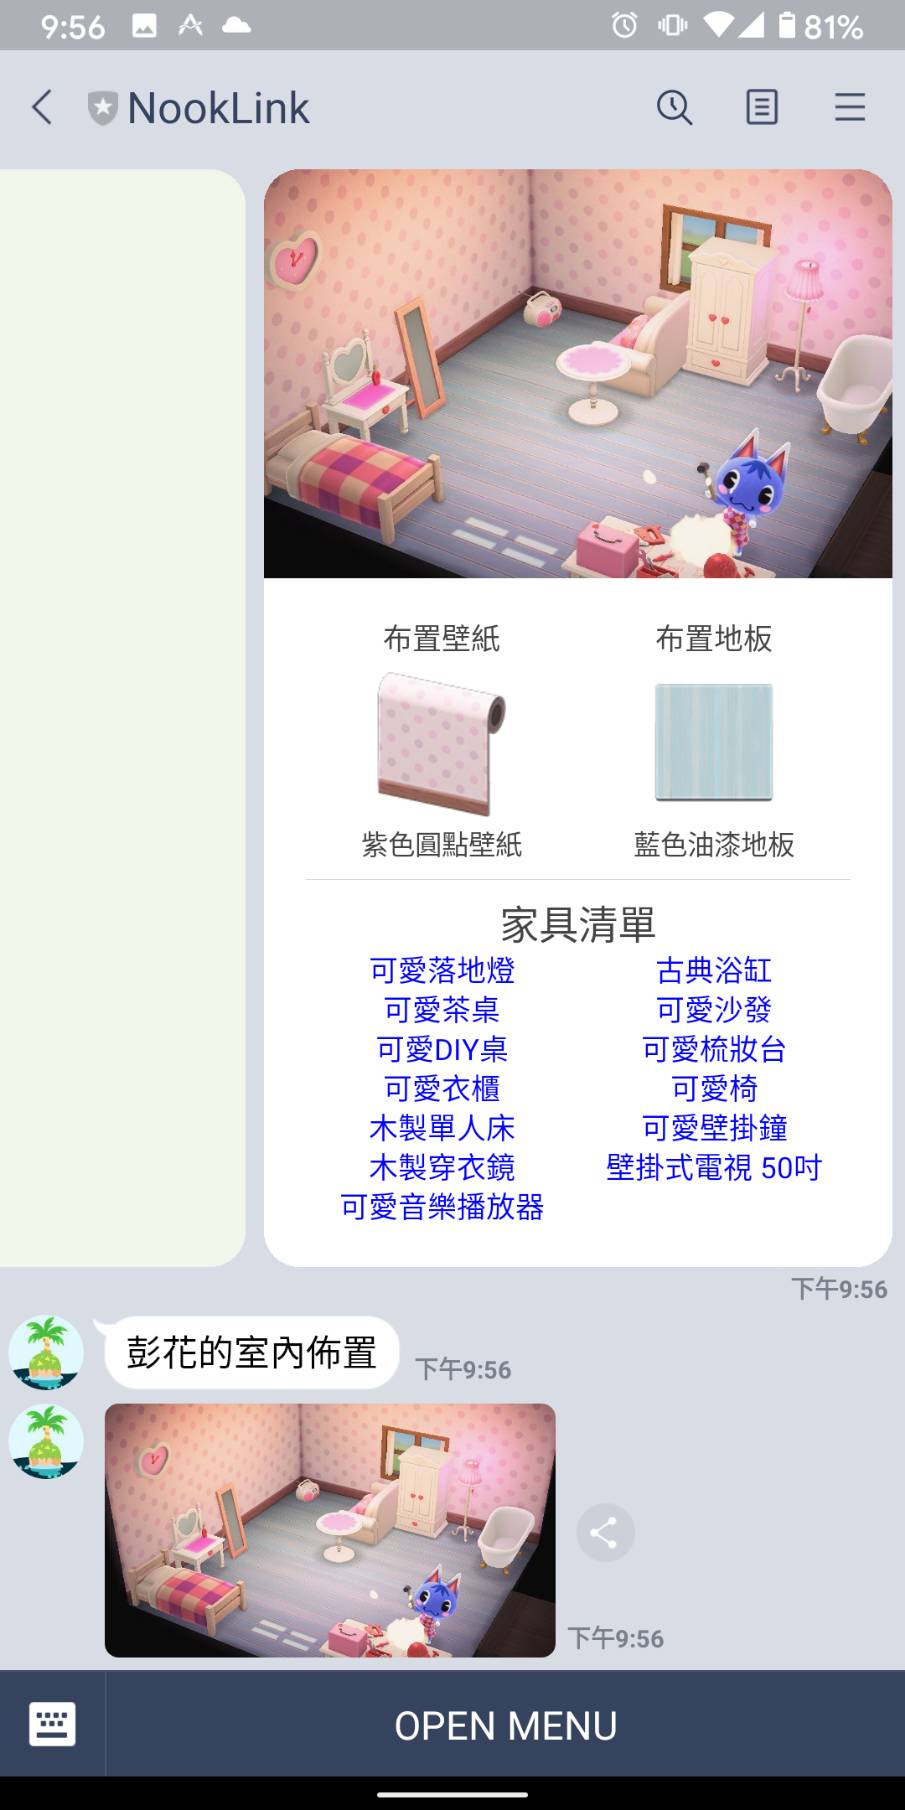 9:56
81%
NookLink
布置壁紙
布置地板
紫色圓點壁紙
藍色油漆地板
家具清單
可愛落地燈
古典浴缸
可愛茶桌
可愛沙發
可愛DIY桌
可愛梳妝台
可愛衣櫃
可愛椅
木製單人床
可愛壁掛鐘
木製穿衣鏡
壁掛式電視 50吋
可愛音樂播放器
下午9:56
彭花的室內佈置
下午9:56
下午9:56
OPEN MENU